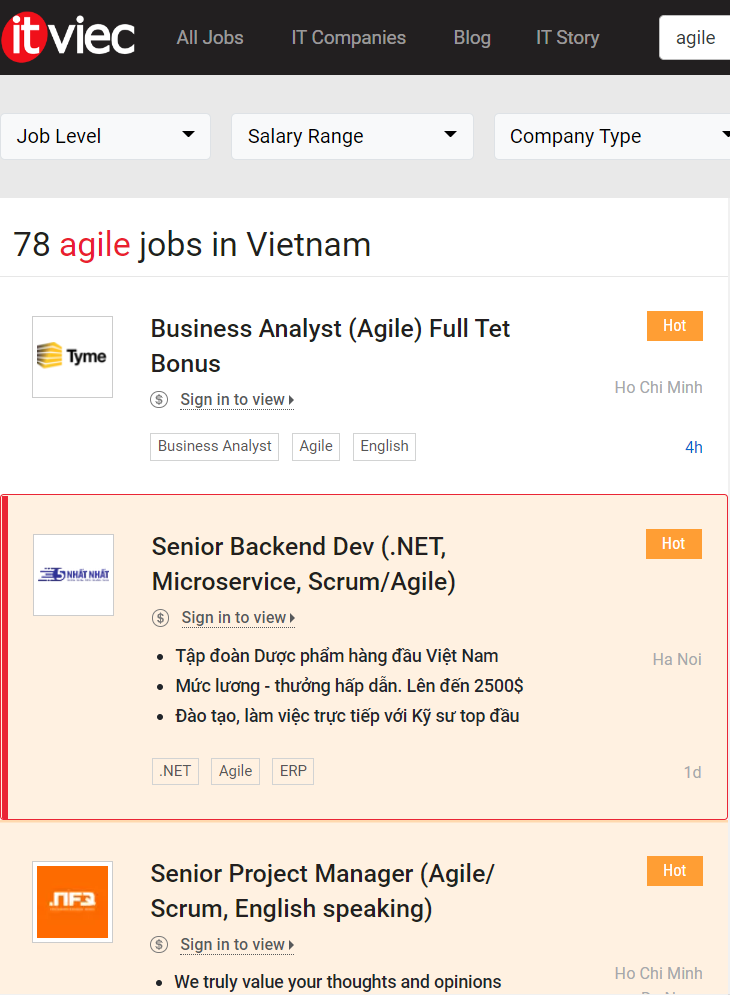 itviec
All Jobs
IT Companies
Blog
IT Story
agile
Job Level
Salary Range
Company Type
78 agile jobs in Vietnam
Tyme
Business Analyst (Agile) Full Tet
Bonus
Hot
$ Sign in to view
Ho Chi Minh
Business Analyst
Agile
English
4h
NHẤT NHẤT
Senior Backend Dev (.NET,
Microservice, Scrum/Agile)
Hot
$ Sign in to view
• Tập đoàn Dược phẩm hàng đầu Việt Nam
Ha Noi
• Mức lương - thưởng hấp dẫn. Lên đến 2500$
• Đào tạo, làm việc trực tiếp với Kỹ sư top đầu
.NET
Agile
ERP
1d
.NFQ
Senior Project Manager (Agile/
Scrum, English speaking)
Hot
$ Sign in to view
Ho Chi Minh
• We truly value your thoughts and opinions